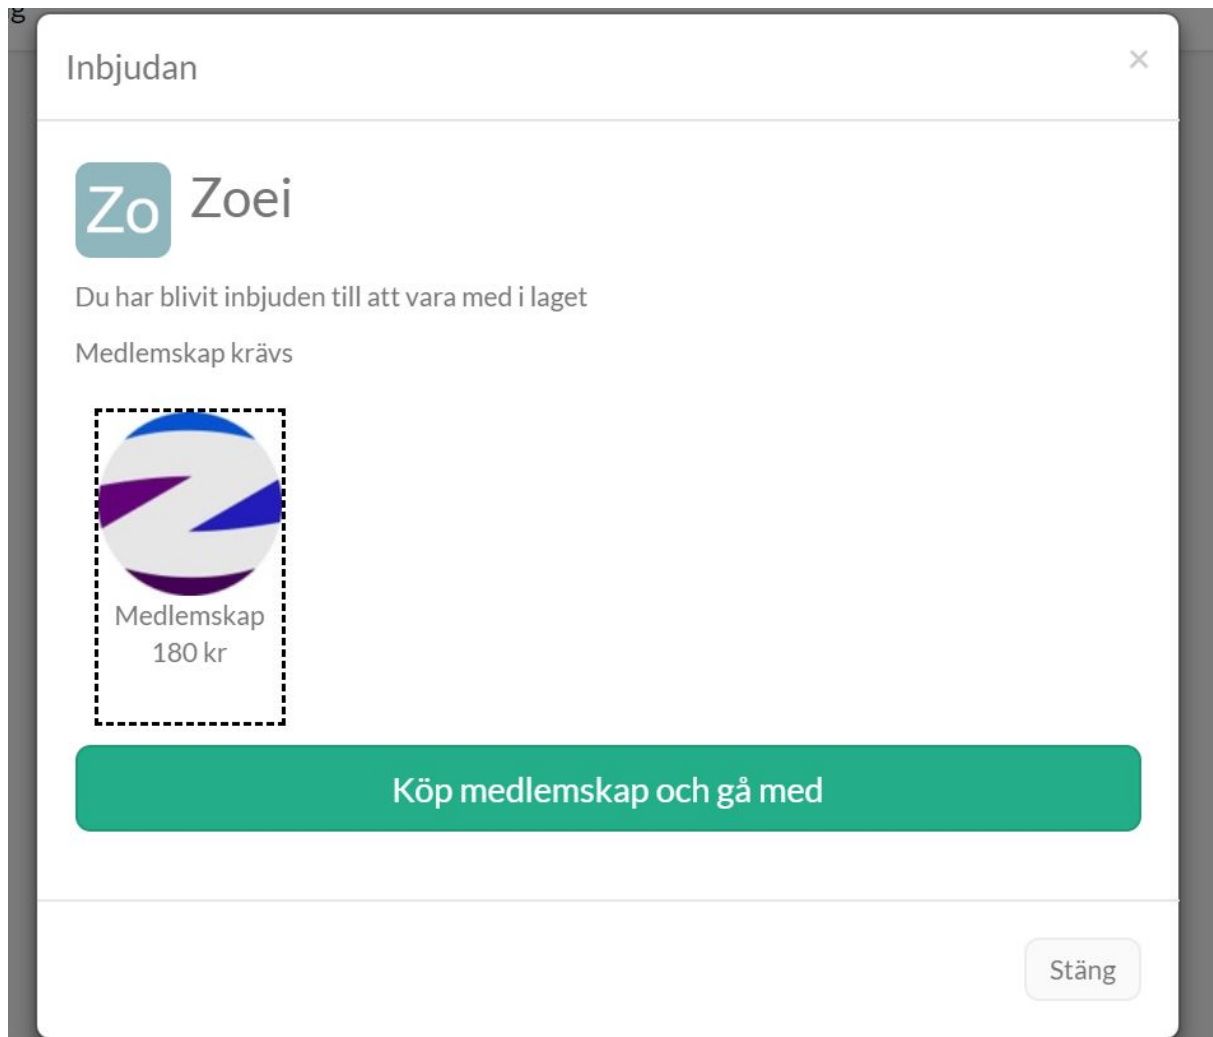 g
Inbjudan
×
Zo
Zoei
Du har blivit inbjuden till att vara med i laget
Medlemskap krävs
Medlemskap
180 kr
Köp medlemskap och gå med
Stäng